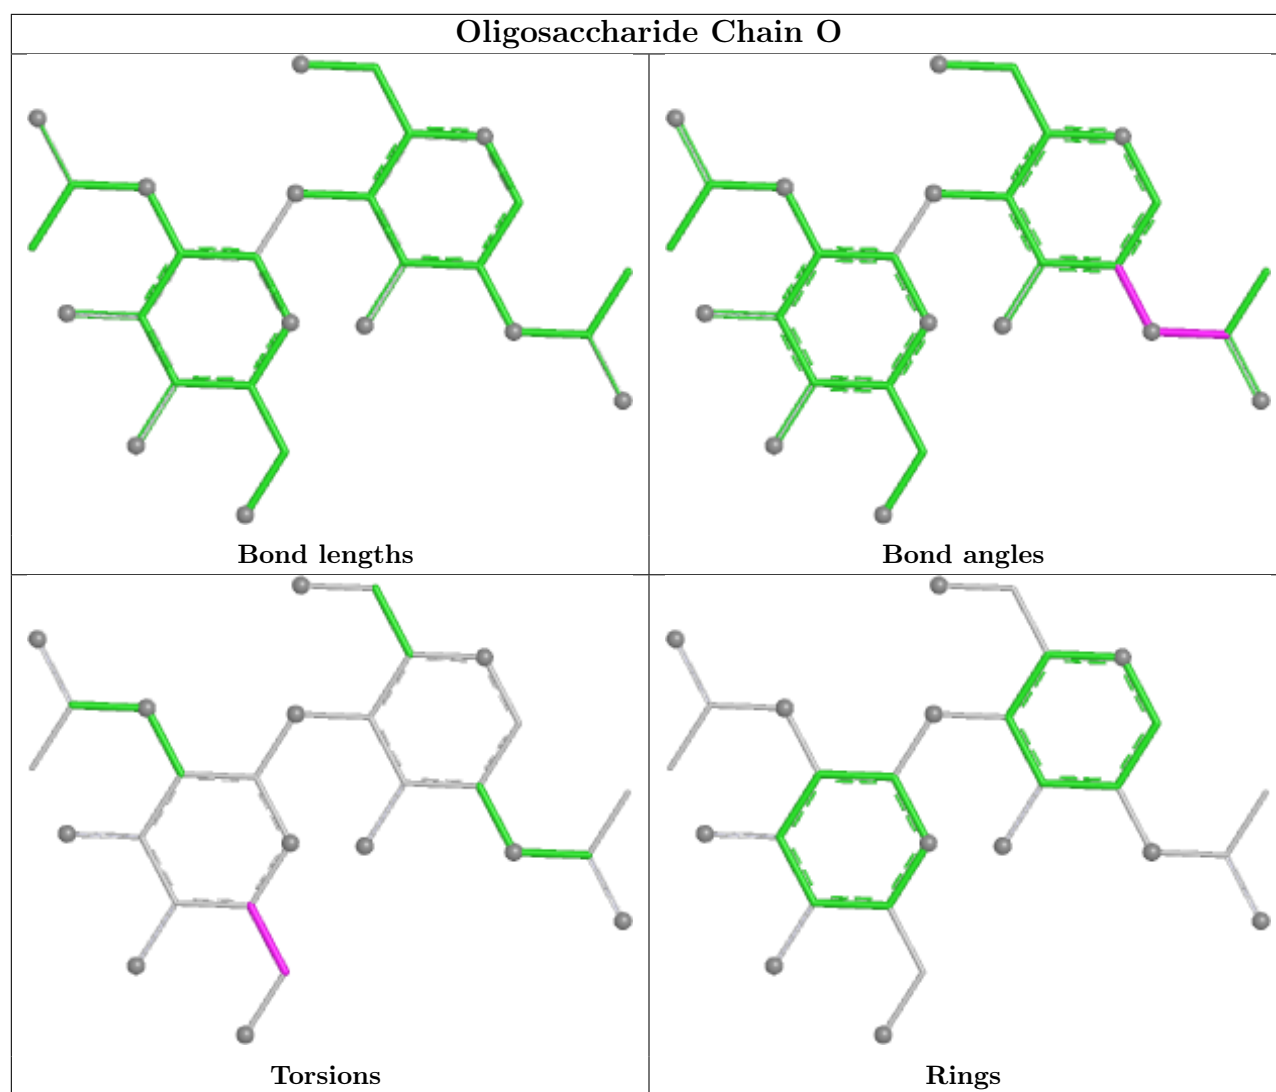 Oligosaccharide Chain O
Bond lengths
Bond angles
Torsions
Rings